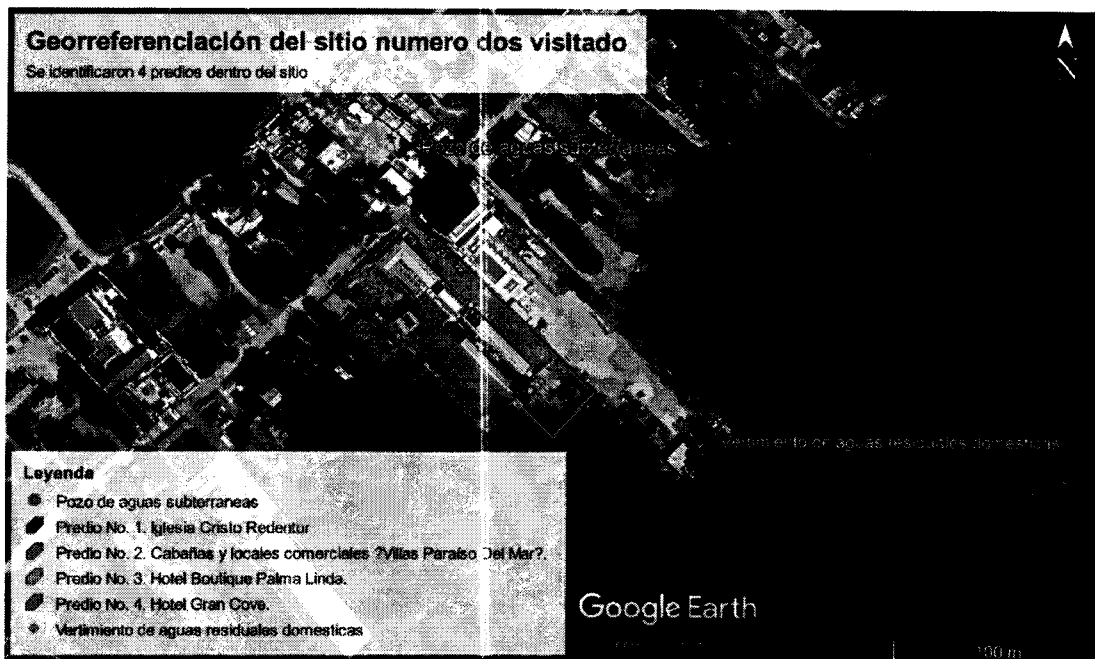 Georreferenciación del sitio numero dos visitado
Se identificaron 4 predios dentro del sitio
Pozo de aguas subterraneas
Vertimiento de aguas residuales domesticas
Leyenda
Pozo de aguas subterraneas
Predio No. 1. Iglesia Cristo Redentor
Predio No. 2. Cabañas y locales comerciales ?Villas Paraíso Del Mar?.
Predio No. 3. Hotel Boutique Palma Linda.
Predio No. 4. Hotel Gran Cove.
Vertimiento de aguas residuales domesticas
Google Earth
100 m